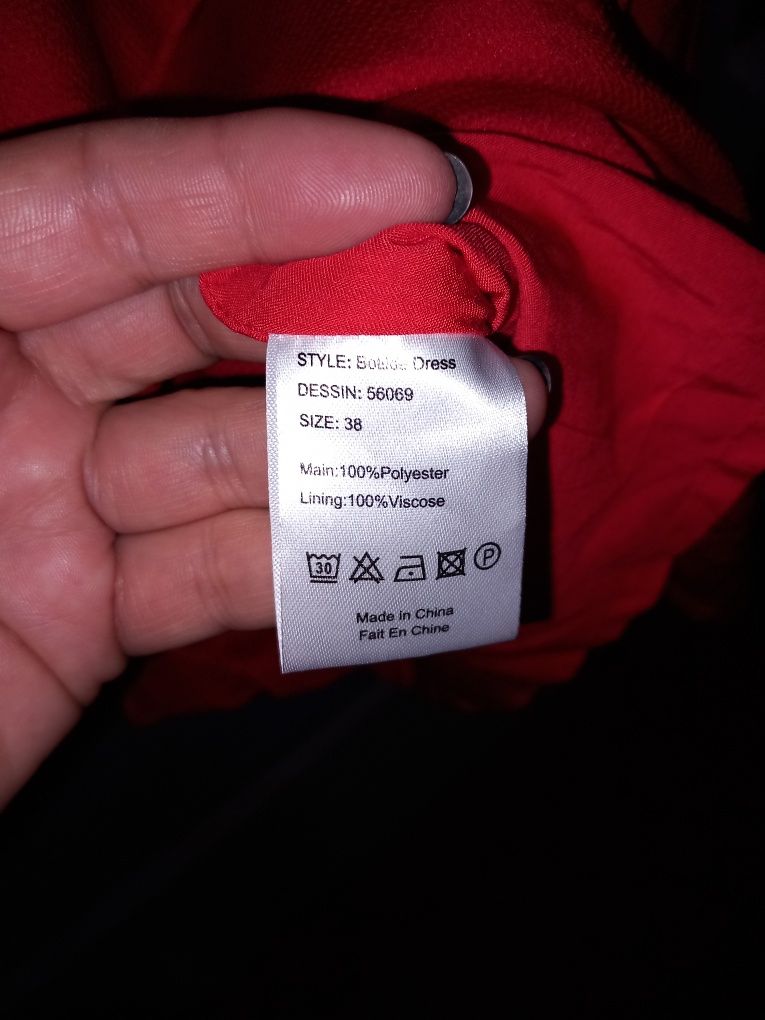 STYLE: Dress
DESSIN: 56069
SIZE: 38
Main:100%Polyester
Lining:100%Viscose
30 P
Made in China
Fait En Chine